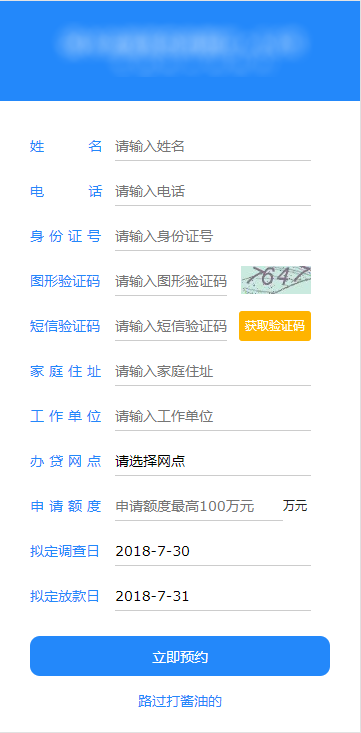 姓 名 请输入姓名
电 话 请输入电话
身份证号 请输入身份证号
图形验证码 请输入图形验证码 7647
短信验证码 请输入短信验证码 获取验证码
家庭住址 请输入家庭住址
工作单位 请输入工作单位
办贷网点 请选择网点
申请额度 申请额度最高100万元 万元
拟定调查日 2018-7-30
拟定放款日 2018-7-31
立即预约
路过打酱油的